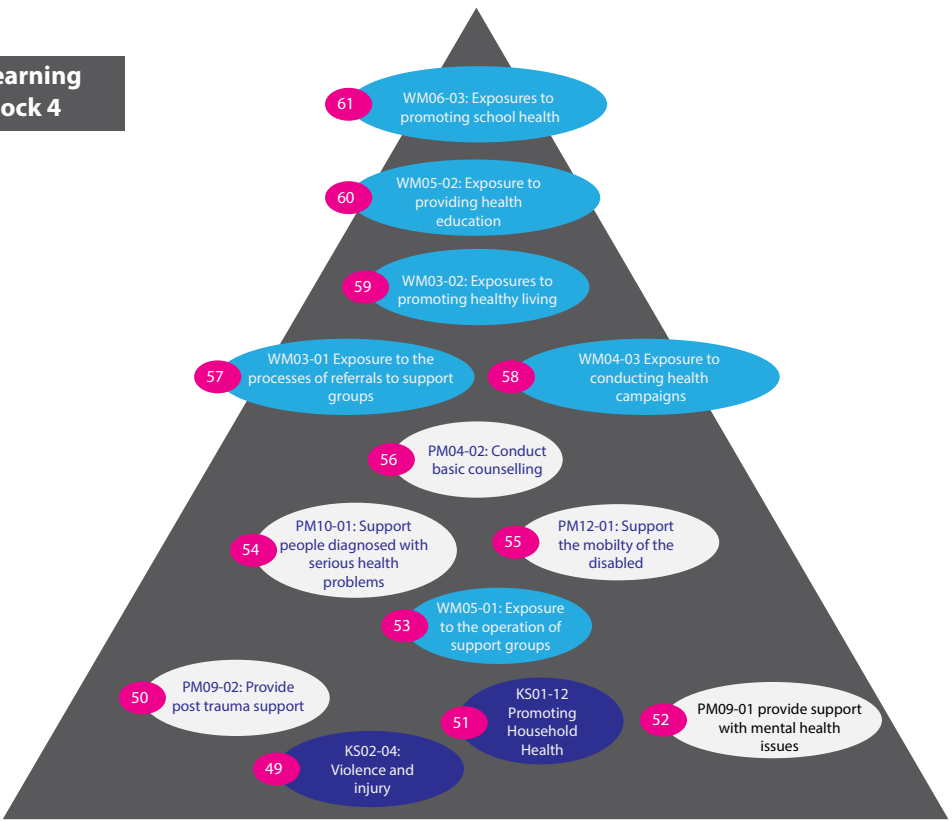 earning
ock 4
61
WM06-03: Exposures to
promoting school health
60
WM05-02: Exposure to
providing health
education
59
WM03-02: Exposures to
promoting healthy living
57
WM03-01 Exposure to the
processes of referrals to support
groups
58
WM04-03 Exposure to
conducting health
campaigns
56
PM04-02: Conduct
basic counselling
54
PM10-01: Support
people diagnosed with
serious health
problems
55
PM12-01: Support
the mobilty of the
disabled
53
WM05-01: Exposure
to the operation of
support groups
50
PM09-02: Provide
post trauma support
51
KS01-12
Promoting
Household
Health
52
PM09-01 provide support
with mental health
issues
49
KS02-04:
Violence and
injury